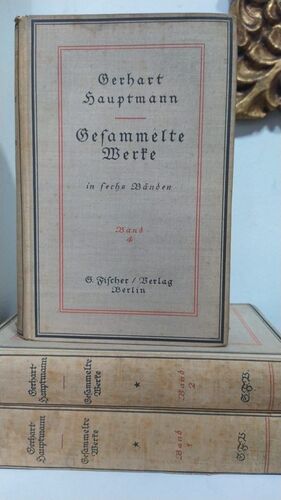 Gerhart
Hauptmann
Gesammelte
Werke
in sechs Bänden
Band
4
S. Fischer / Verlag
Berlin
Gerhart
Hauptmann
Gesammelte
Werke
*
Band
2
S.F.V.
Gerhart
Hauptmann
Gesammelte
Werke
*
Band
1
S.F.V.